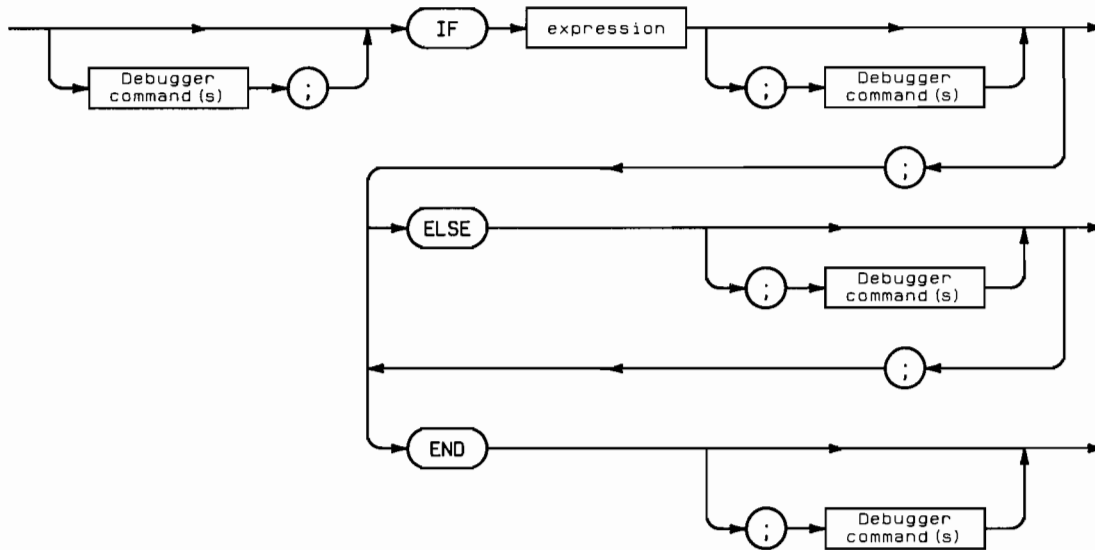 IF
expression
Debugger
command(s)
;
;
Debugger
command(s)
;
ELSE
;
Debugger
command(s)
;
END
;
Debugger
command(s)